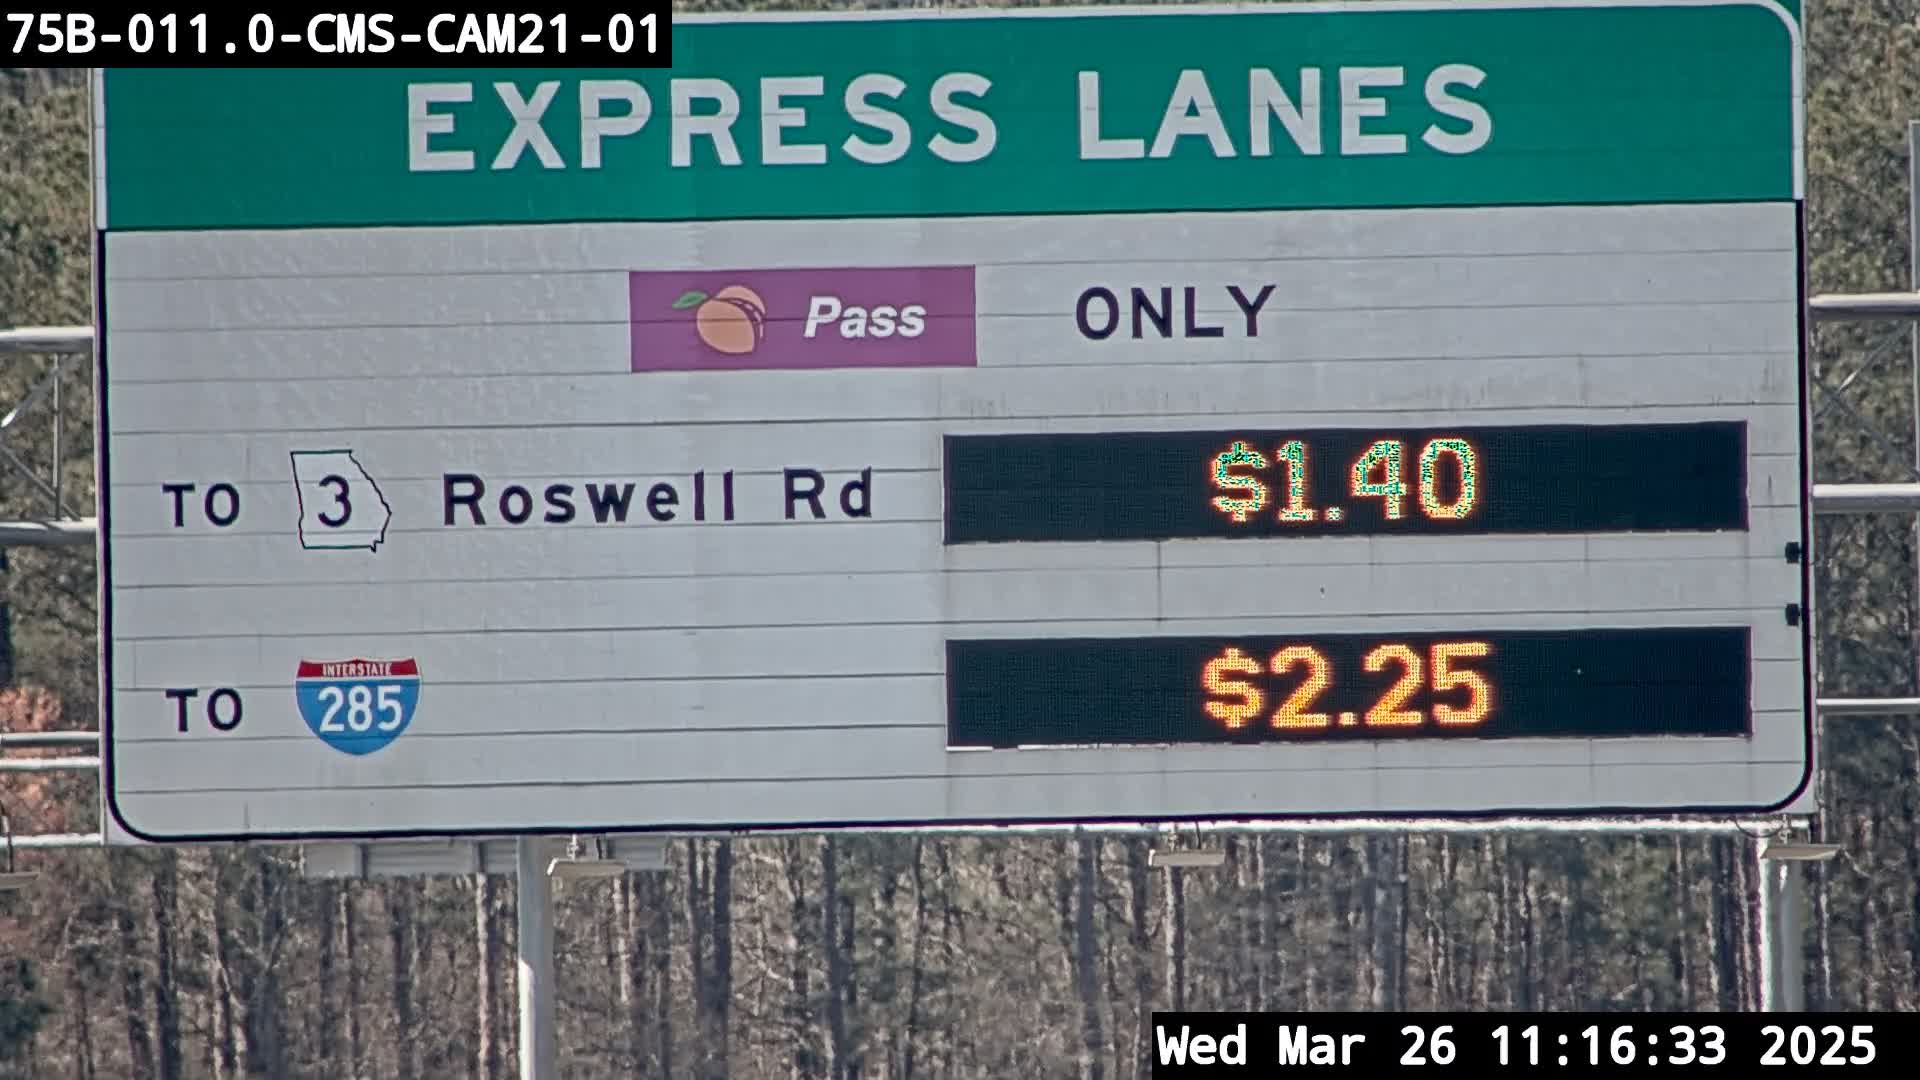 75B-011.0-CMS-CAM21-01
EXPRESS LANES
Pass ONLY
TO 3 Roswell Rd $1.40
INTERSTATE
TO 285 $2.25
Wed Mar 26 11:16:33 2025